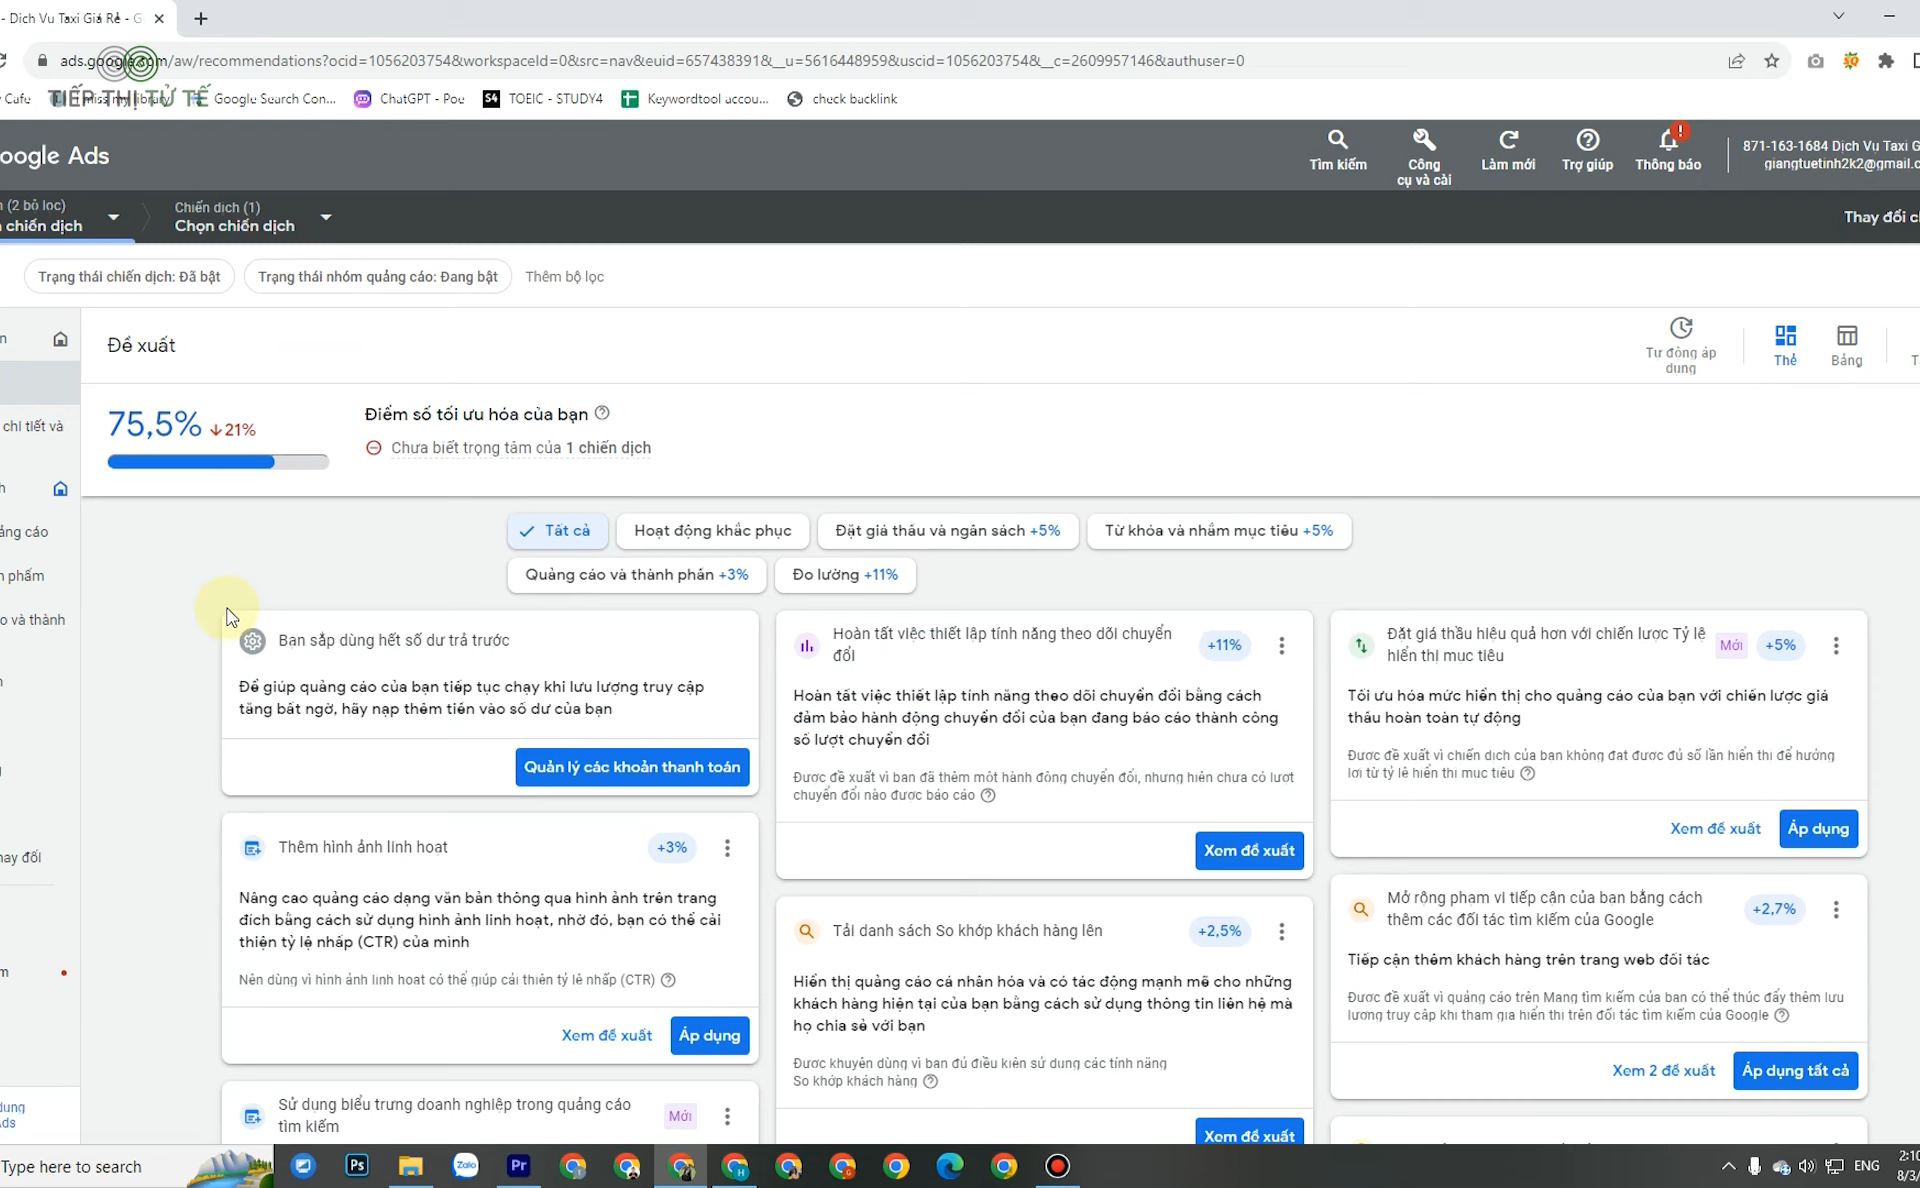 - Dịch Vụ Taxi Giá Rẻ - G
ads.google.com/aw/recommendations?ocid=1056203754&workspaceId=0&src=nav&euid=657438391&__u=5616448959&uscid=1056203754&__c=2609957146&authuser=0
Cafe
TIẾP THỊ TỬ TẾ
Google Search Con...
ChatGPT - Poe
TOEIC - STUDY4
Keywordtool accou...
check backlink
oogle Ads
Tìm kiếm
Công
cụ và cài
Làm mới
Trợ giúp
Thông báo
871-163-1684 Dịch Vụ Taxi G
giangtuetinh2k2@gmail.c
(2 bộ lọc)
chiến dịch
Chiến dịch (1)
Chọn chiến dịch
Thay đổi c
Trạng thái chiến dịch: Đã bật
Trạng thái nhóm quảng cáo: Đang bật
Thêm bộ lọc
Đề xuất
Tự động áp
dụng
Thẻ
Bảng
chi tiết và
ảng cáo
n phẩm
o và thành
hay đổi
dụng
Ads
75,5% ↓21%
Điểm số tối ưu hóa của bạn
Chưa biết trọng tâm của 1 chiến dịch
Tất cả
Hoạt động khắc phục
Đặt giá thầu và ngân sách +5%
Từ khóa và nhắm mục tiêu +5%
Quảng cáo và thành phần +3%
Đo lường +11%
Bạn sắp dùng hết số dư trả trước
Để giúp quảng cáo của bạn tiếp tục chạy khi lưu lượng truy cập
tăng bất ngờ, hãy nạp thêm tiền vào số dư của bạn
Quản lý các khoản thanh toán
Thêm hình ảnh linh hoạt
+3%
Nâng cao quảng cáo dạng văn bản thông qua hình ảnh trên trang
đích bằng cách sử dụng hình ảnh linh hoạt, nhờ đó, bạn có thể cải
thiện tỷ lệ nhấp (CTR) của mình
Nên dùng vì hình ảnh linh hoạt có thể giúp cải thiện tỷ lệ nhấp (CTR)
Xem đề xuất
Áp dụng
Sử dụng biểu trưng doanh nghiệp trong quảng cáo
tìm kiếm
Mới
Hoàn tất việc thiết lập tính năng theo dõi chuyển
đổi
+11%
Hoàn tất việc thiết lập tính năng theo dõi chuyển đổi bằng cách
đảm bảo hành động chuyển đổi của bạn đang báo cáo thành công
số lượt chuyển đổi
Được đề xuất vì bạn đã thêm một hành động chuyển đổi, nhưng hiện chưa có lượt
chuyển đổi nào được báo cáo
Xem đề xuất
Tải danh sách So khớp khách hàng lên
+2,5%
Hiển thị quảng cáo cá nhân hóa và có tác động mạnh mẽ cho những
khách hàng hiện tại của bạn bằng cách sử dụng thông tin liên hệ mà
họ chia sẻ với bạn
Được khuyên dùng vì bạn đủ điều kiện sử dụng các tính năng
So khớp khách hàng
Xem đề xuất
Đặt giá thầu hiệu quả hơn với chiến lược Tỷ lệ
hiển thị mục tiêu
Mới
+5%
Tối ưu hóa mức hiển thị cho quảng cáo của bạn với chiến lược giá
thầu hoàn toàn tự động
Được đề xuất vì chiến dịch của bạn không đạt được đủ số lần hiển thị để hưởng
lợi từ tỷ lệ hiển thị mục tiêu
Xem đề xuất
Áp dụng
Mở rộng phạm vi tiếp cận của bạn bằng cách
thêm các đối tác tìm kiếm của Google
+2,7%
Tiếp cận thêm khách hàng trên trang web đối tác
Được đề xuất vì quảng cáo trên Mạng tìm kiếm của bạn có thể thúc đẩy thêm lưu
lượng truy cập khi tham gia hiển thị trên đối tác tìm kiếm của Google
Xem 2 đề xuất
Áp dụng tất cả
Type here to search
Ps
Zalo
Pr
ENG
2:10
8/3/